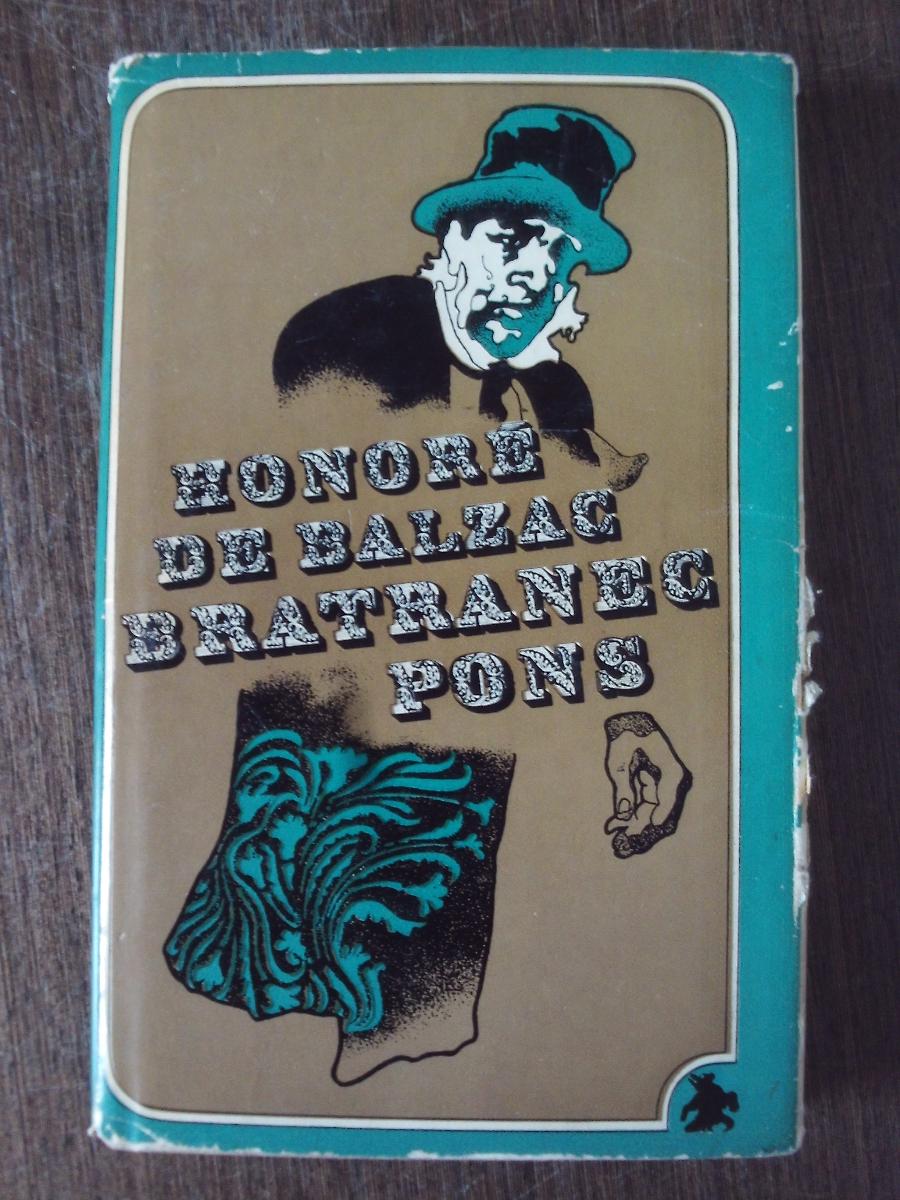 HONORÉ
DE BALZAC
BRATRANEC
PONS